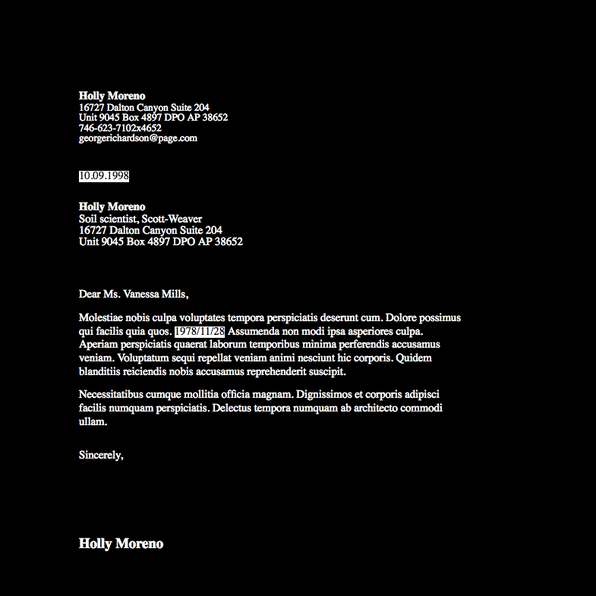 Holly Moreno
16727 Dalton Canyon Suite 204
Unit 9045 Box 4897 DPO AP 38652
746-623-7102x4652
georgerichardson@page.com
10.09.1998
Holly Moreno
Soil scientist, Scott-Weaver
16727 Dalton Canyon Suite 204
Unit 9045 Box 4897 DPO AP 38652
Dear Ms. Vanessa Mills,
Molestiae nobis culpa voluptates tempora perspiciatis deserunt cum. Dolore possimus
qui facilis quia quos. 1978/11/28 Assumenda non modi ipsa asperiores culpa.
Aperiam perspiciatis quaerat laborum temporibus minima perferendis accusamus
veniam. Voluptatum sequi repellat veniam animi nesciunt hic corporis. Quidem
blanditiis reiciendis nobis accusamus reprehenderit suscipit.
Necessitatibus cumque mollitia officia magnam. Dignissimos et corporis adipisci
facilis numquam perspiciatis. Delectus tempora numquam ab architecto commodi
ullam.
Sincerely,
Holly Moreno